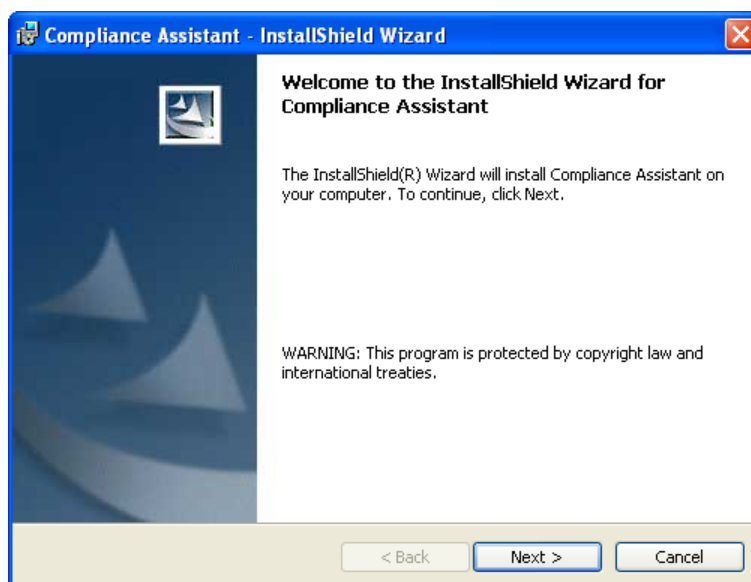 Compliance Assistant - InstallShield Wizard
Welcome to the InstallShield Wizard for
Compliance Assistant
The InstallShield(R) Wizard will install Compliance Assistant on
your computer. To continue, click Next.
WARNING: This program is protected by copyright law and
international treaties.
< Back
Next >
Cancel